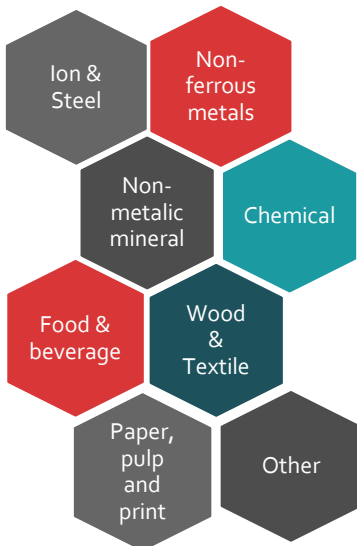 Ion &
Steel
Non-
ferrous
metals
Non-
metalic
mineral
Chemical
Food &
beverage
Wood
&
Textile
Paper,
pulp
and
print
Other